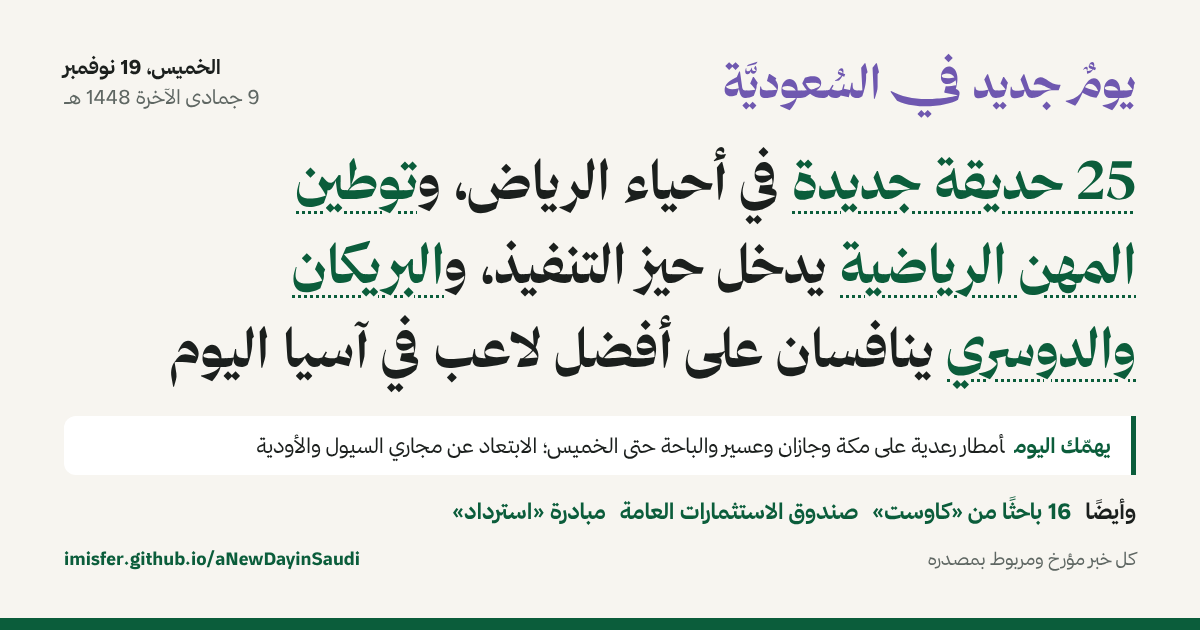 يومٌ جديد في السُعوديَّة
الخميس، 19 نوفمبر
9 جمادى الآخرة 1448 هـ
25 حديقة جديدة في أحياء الرياض، وتوطين
المهن الرياضية يدخل حيز التنفيذ، والبريكان
والدوسري ينافسان على أفضل لاعب في آسيا اليوم
يهمّك اليوم أمطار رعدية على مكة وجازان وعسير والباحة حتى الخميس؛ الابتعاد عن مجاري السيول والأودية
وأيضًا 16 باحثًا من «كاوست» صندوق الاستثمارات العامة مبادرة «استرداد»
كل خبر مؤرخ ومربوط بمصدره
imisfer.github.io/aNewDayinSaudi